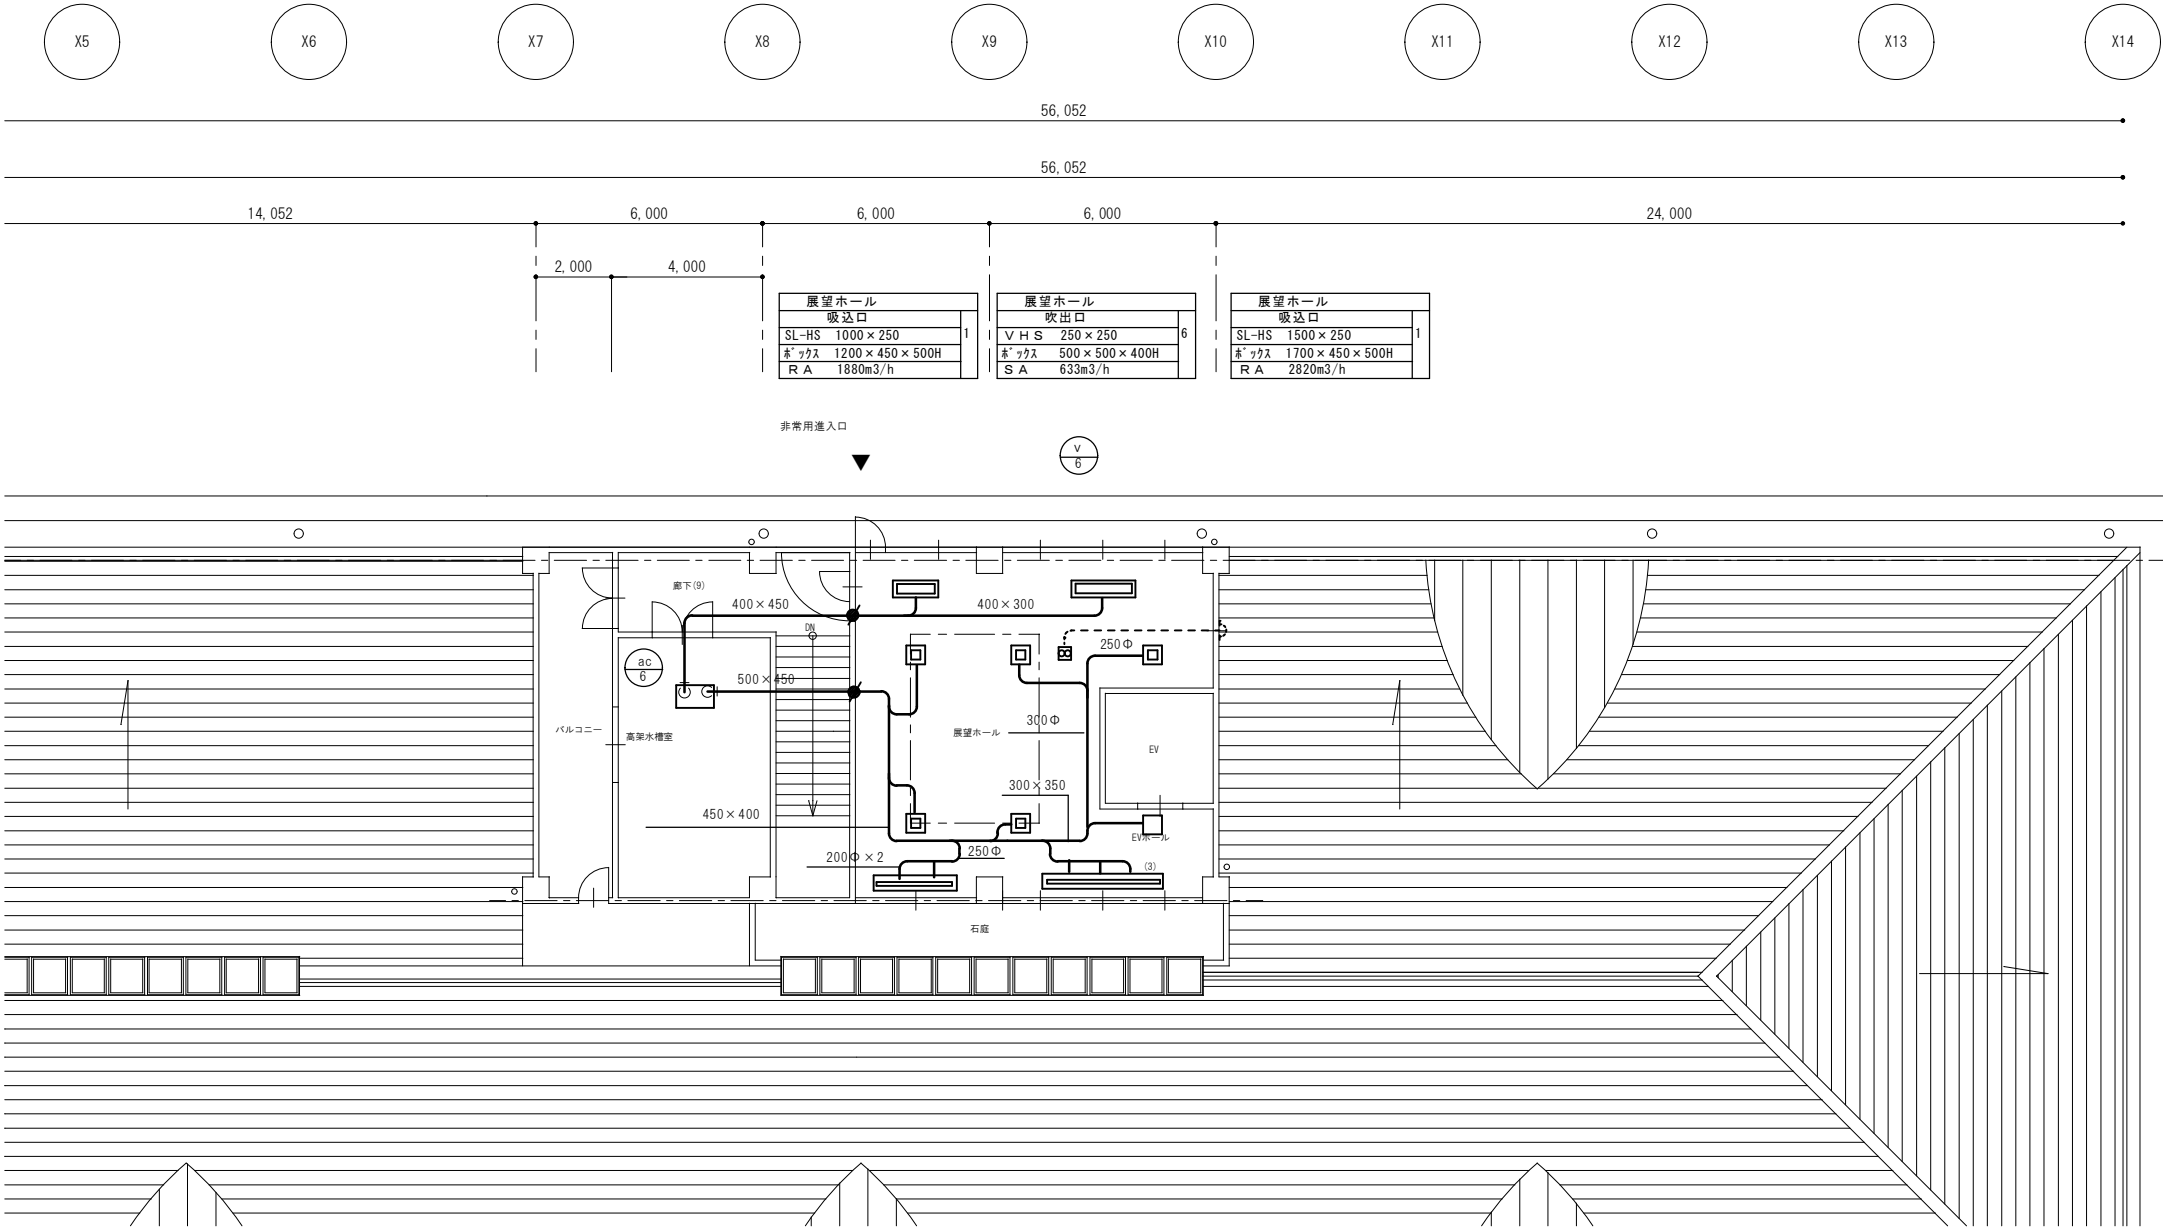 X5
X6
X7
X8
X9
X10
X11
X12
X13
X14
56,052
56,052
14,052
6,000
6,000
6,000
24,000
2,000
4,000
展望ホール
吸込口
SL-HS 1000×250
ボックス 1200×450×500H
RA 1880m3/h
1
展望ホール
吹出口
VHS 250×250
ボックス 500×500×400H
SA 633m3/h
6
展望ホール
吸込口
SL-HS 1500×250
ボックス 1700×450×500H
RA 2820m3/h
1
非常用進入口
v
6
廊下(9)
400×450
400×300
DN
250Φ
ac
6
500×450
300Φ
バルコニー
高架水槽室
展望ホール
EV
300×350
450×400
EVホール
(3)
200Φ×2
250Φ
石庭